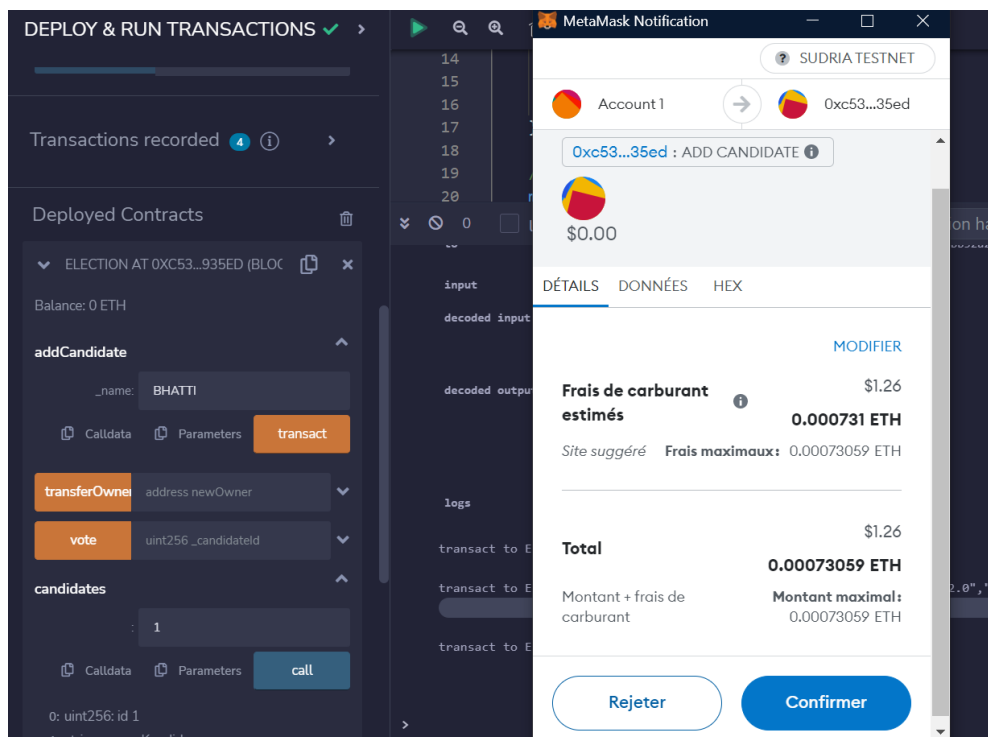 DEPLOY & RUN TRANSACTIONS
Transactions recorded 4 i
Deployed Contracts
ELECTION AT 0XC53...935ED (BLOC
Balance: 0 ETH
addCandidate
_name: BHATTI
Calldata Parameters transact
transferOwner address newOwner
vote uint256 _candidateId
candidates
: 1
Calldata Parameters call
0: uint256: id 1
14
15
16
17
18
19
20
0
input
decoded input
decoded outpu
logs
transact to E
transact to E
transact to E
>
MetaMask Notification
? SUDRIA TESTNET
Account 1 0xc53...35ed
0xc53...35ed : ADD CANDIDATE
$0.00
DÉTAILS DONNÉES HEX
MODIFIER
Frais de carburant estimés $1.26
0.000731 ETH
Site suggéré Frais maximaux: 0.00073059 ETH
$1.26
Total
0.00073059 ETH
Montant + frais de carburant Montant maximal:
0.00073059 ETH
Rejeter Confirmer
on ha
2.0","